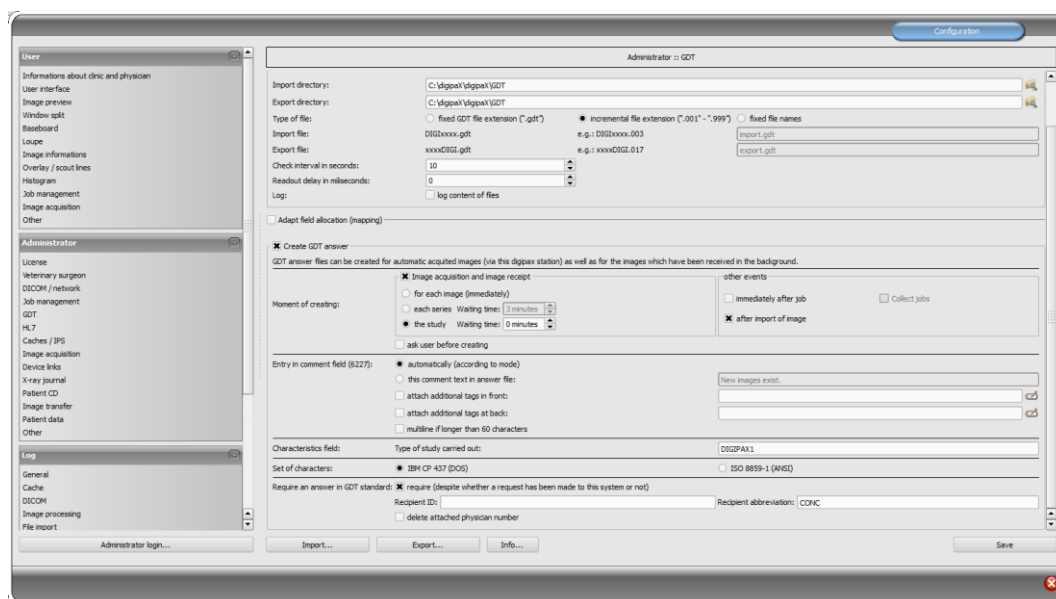 Configuration
User
Informations about clinic and physician
User interface
Image preview
Window split
Baseboard
Loupe
Image informations
Overlay / scout lines
Histogram
Job management
Image acquisition
Other
Administrator
License
Veterinary surgeon
DICOM / network
Job management
GDT
HL7
Caches / IPS
Image acquisition
Device links
X-ray journal
Patient CD
Image transfer
Patient data
Other
Log
General
Cache
DICOM
Image processing
File import
Administrator login...
Administrator :: GDT
Import directory: C:\digipaX\digipaX\GDT
Export directory: C:\digipaX\digipaX\GDT
Type of file: fixed GDT file extension (".gdt") incremental file extension (".001" - ".999") fixed file names
Import file: DIGIxxxx.gdt e.g.: DIGIxxxx.003 import.gdt
Export file: xxxxDIGI.gdt e.g.: xxxxDIGI.017 export.gdt
Check interval in seconds: 10
Readout delay in miliseconds: 0
Log: log content of files
Adapt field allocation (mapping)
Create GDT answer
GDT answer files can be created for automatic acquited images (via this digipax station) as well as for the images which have been received in the background.
Moment of creating:
Image acquisition and image receipt
for each image (immediately)
each series Waiting time: 3 minutes
the study Waiting time: 0 minutes
other events
immediately after job Collect jobs
after import of image
ask user before creating
Entry in comment field (6227): automatically (according to mode)
this comment text in answer file: New images exist.
attach additional tags in front:
attach additional tags at back:
multiline if longer than 60 characters
Characteristics field: Type of study carried out: DIGIPAX1
Set of characters: IBM CP 437 (DOS) ISO 8859-1 (ANSI)
Require an answer in GDT standard: require (despite whether a request has been made to this system or not)
Recipient ID: Recipient abbreviation: CONC
delete attached physician number
Import... Export... Info... Save